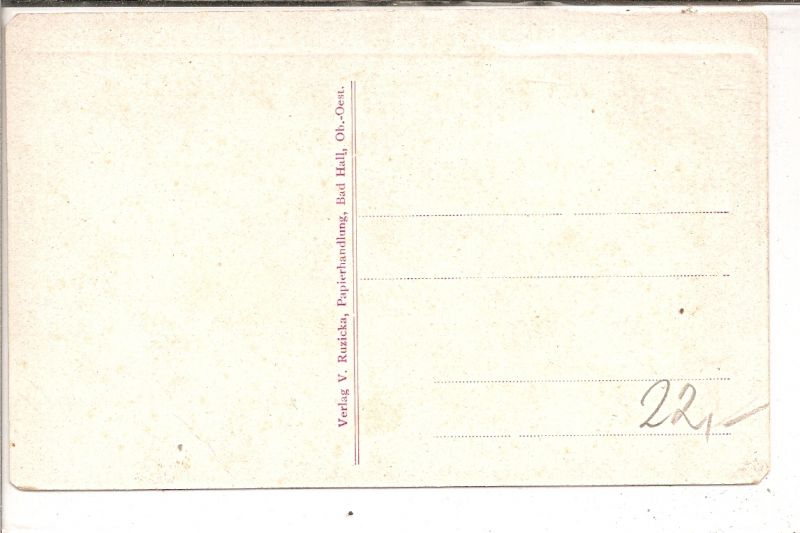 Verlag V. Ruzicka, Papierhandlung, Bad Hall, Ob.-Oest.
22,-